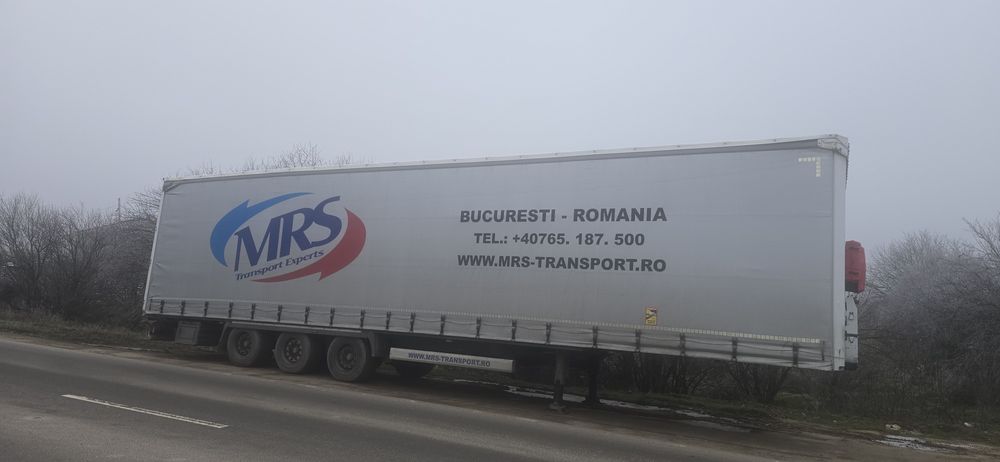 MRS
Transport Experts
BUCURESTI - ROMANIA
TEL.: +40765. 187. 500
WWW.MRS-TRANSPORT.RO
WWW.MRS-TRANSPORT.RO